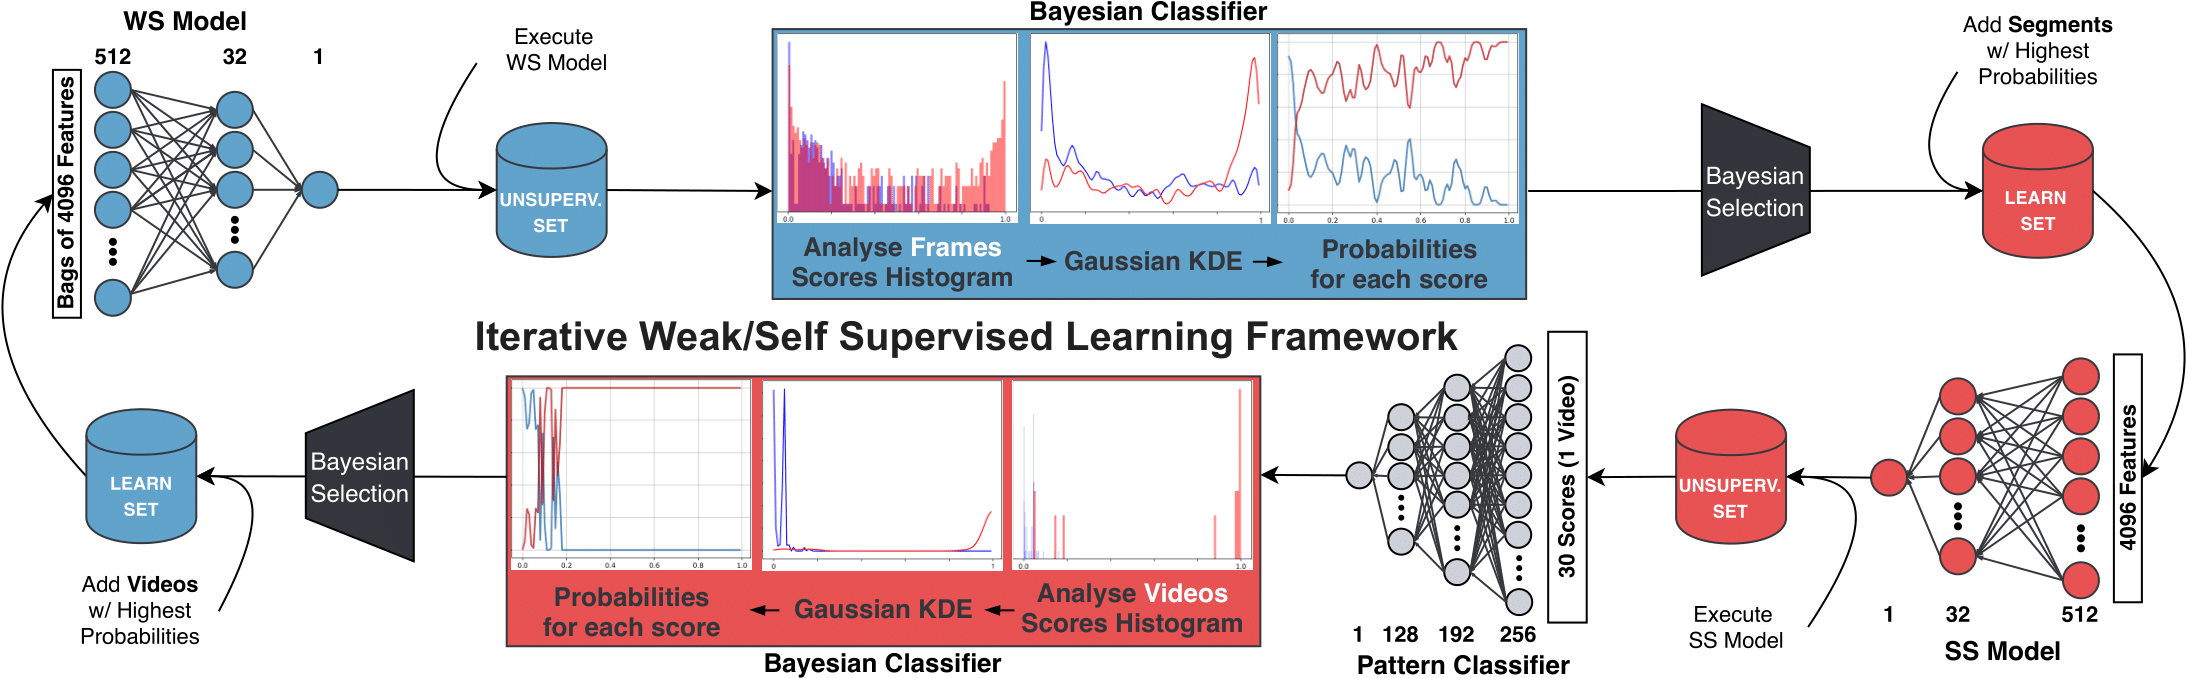 WS Model
512 32 1
Bags of 4096 Features
Execute
WS Model
UNSUPERV.
SET
Bayesian Classifier
0.0 1.0
0 1
0.0 0.2 0.4 0.6 0.8 1.0
Analyse Frames
Scores Histogram
Gaussian KDE
Probabilities
for each score
Bayesian
Selection
Add Segments
w/ Highest
Probabilities
LEARN
SET
Iterative Weak/Self Supervised Learning Framework
4096 Features
512
32
1
SS Model
Execute
SS Model
UNSUPERV.
SET
30 Scores (1 Vídeo)
1 128 192 256
Pattern Classifier
0.0 1.0
0 1
0.0 0.2 0.4 0.6 0.8 1.0
Analyse Videos
Scores Histogram
Gaussian KDE
Probabilities
for each score
Bayesian Classifier
Bayesian
Selection
LEARN
SET
Add Videos
w/ Highest
Probabilities